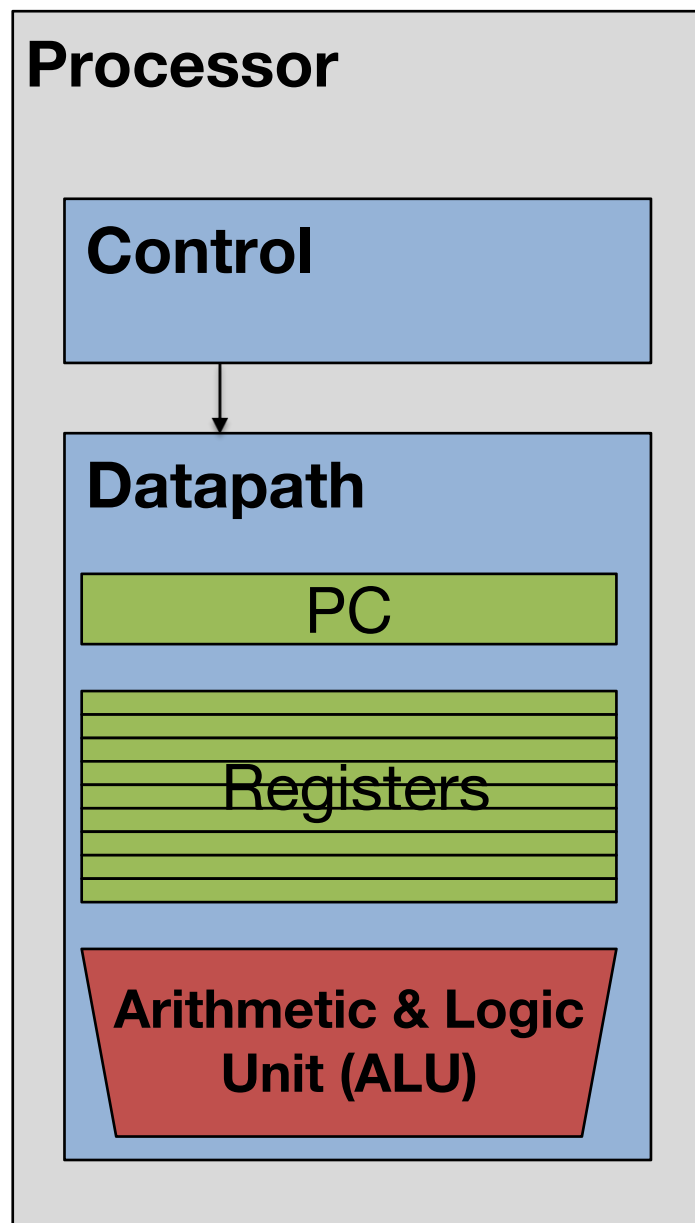 Processor
Control
Datapath
PC
Registers
Arithmetic & Logic
Unit (ALU)